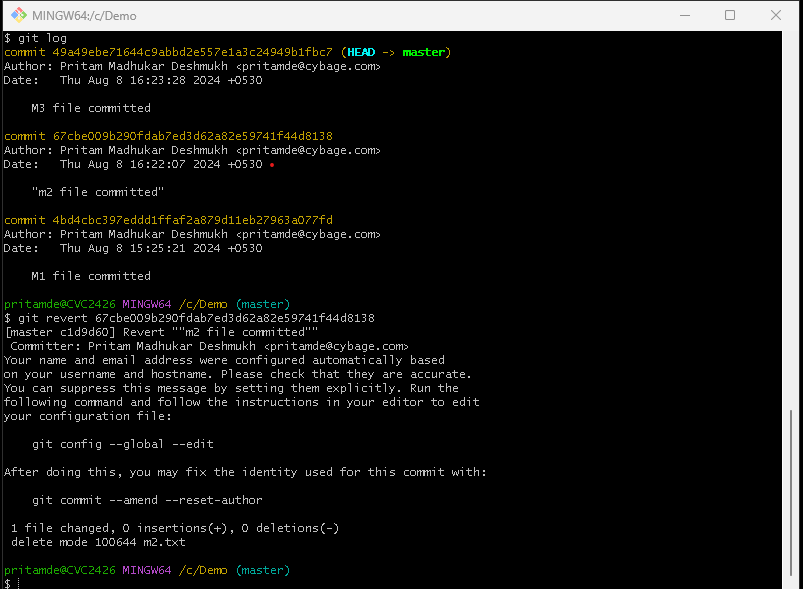 MINGW64:/c/Demo
$ git log
commit 49a49ebe71644c9abbd2e557e1a3c24949b1fbc7 (HEAD -> master)
Author: Pritam Madhukar Deshmukh <pritamde@cybage.com>
Date:   Thu Aug 8 16:23:28 2024 +0530
    M3 file committed
commit 67cbe009b290fdab7ed3d62a82e59741f44d8138
Author: Pritam Madhukar Deshmukh <pritamde@cybage.com>
Date:   Thu Aug 8 16:22:07 2024 +0530
    "m2 file committed"
commit 4bd4cbc397eddd1ffaf2a879d11eb27963a077fd
Author: Pritam Madhukar Deshmukh <pritamde@cybage.com>
Date:   Thu Aug 8 15:25:21 2024 +0530
    M1 file committed
pritamde@CVC2426 MINGW64 /c/Demo (master)
$ git revert 67cbe009b290fdab7ed3d62a82e59741f44d8138
[master c1d9d60] Revert ""m2 file committed""
 Committer: Pritam Madhukar Deshmukh <pritamde@cybage.com>
Your name and email address were configured automatically based
on your username and hostname. Please check that they are accurate.
You can suppress this message by setting them explicitly. Run the
following command and follow the instructions in your editor to edit
your configuration file:
    git config --global --edit
After doing this, you may fix the identity used for this commit with:
    git commit --amend --reset-author
 1 file changed, 0 insertions(+), 0 deletions(-)
 delete mode 100644 m2.txt
pritamde@CVC2426 MINGW64 /c/Demo (master)
$